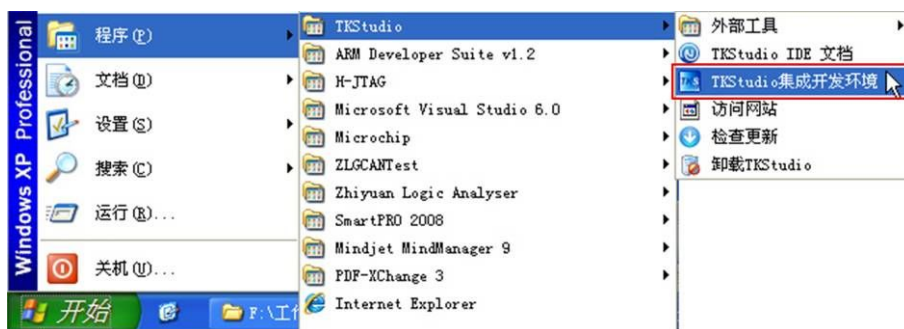 Windows XP Professional
程序(P)
文档(D)
设置(S)
搜索(C)
运行(R)...
关机(U)...
开始
F:\工作
TKStudio
ARM Developer Suite v1.2
H-JTAG
Microsoft Visual Studio 6.0
Microchip
ZLGCANTest
Zhiyuan Logic Analyser
SmartPRO 2008
Mindjet MindManager 9
PDF-XChange 3
Internet Explorer
外部工具
TKStudio IDE 文档
TKStudio集成开发环境
访问网站
检查更新
卸载TKStudio